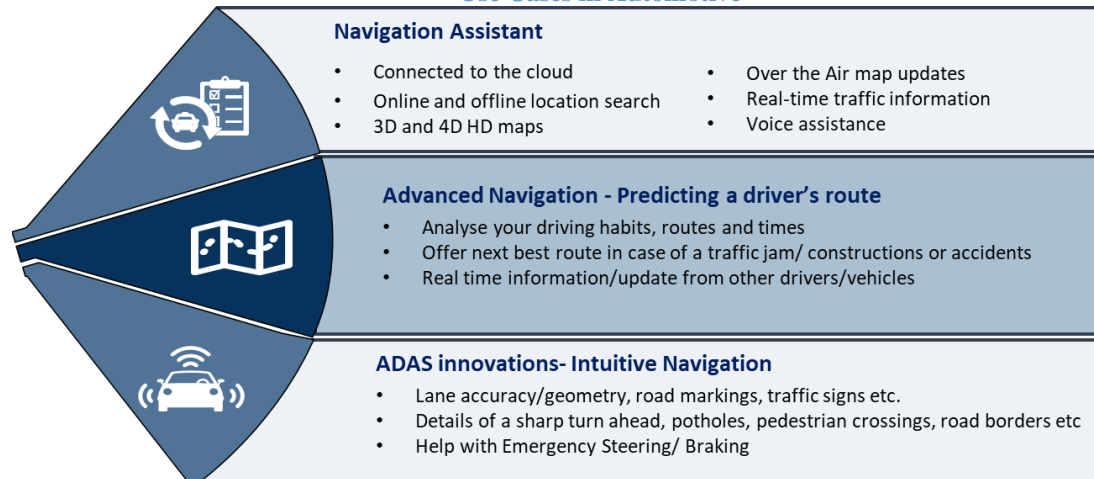 Use Cases in Automotive
Navigation Assistant
• Connected to the cloud
• Online and offline location search
• 3D and 4D HD maps
• Over the Air map updates
• Real-time traffic information
• Voice assistance
Advanced Navigation - Predicting a driver's route
• Analyse your driving habits, routes and times
• Offer next best route in case of a traffic jam/ constructions or accidents
• Real time information/update from other drivers/vehicles
ADAS innovations- Intuitive Navigation
• Lane accuracy/geometry, road markings, traffic signs etc.
• Details of a sharp turn ahead, potholes, pedestrian crossings, road borders etc
• Help with Emergency Steering/ Braking